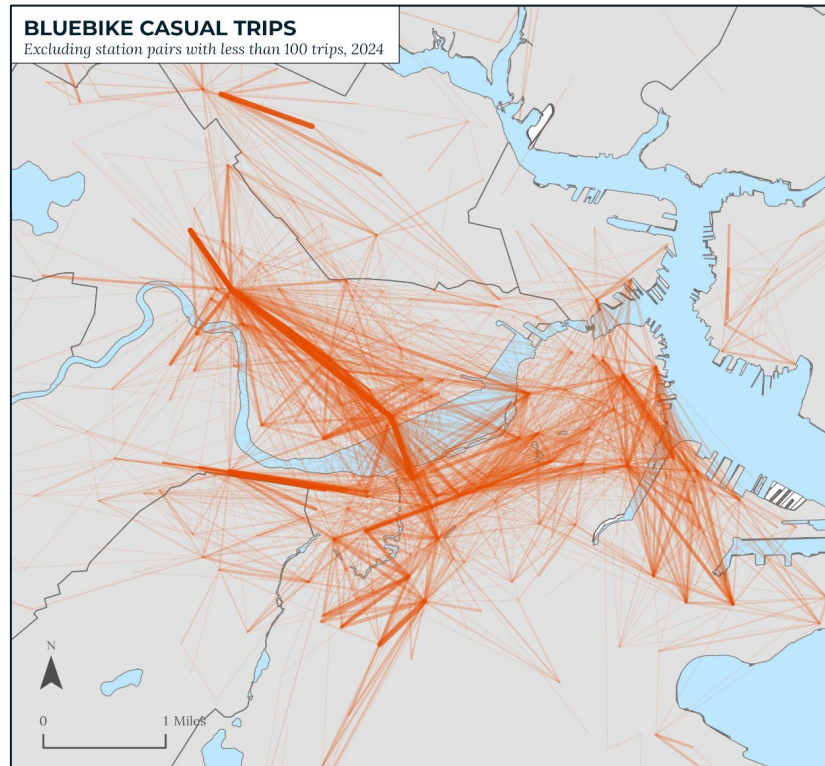 BLUEBIKE CASUAL TRIPS
Excluding station pairs with less than 100 trips, 2024
N
0 1 Miles